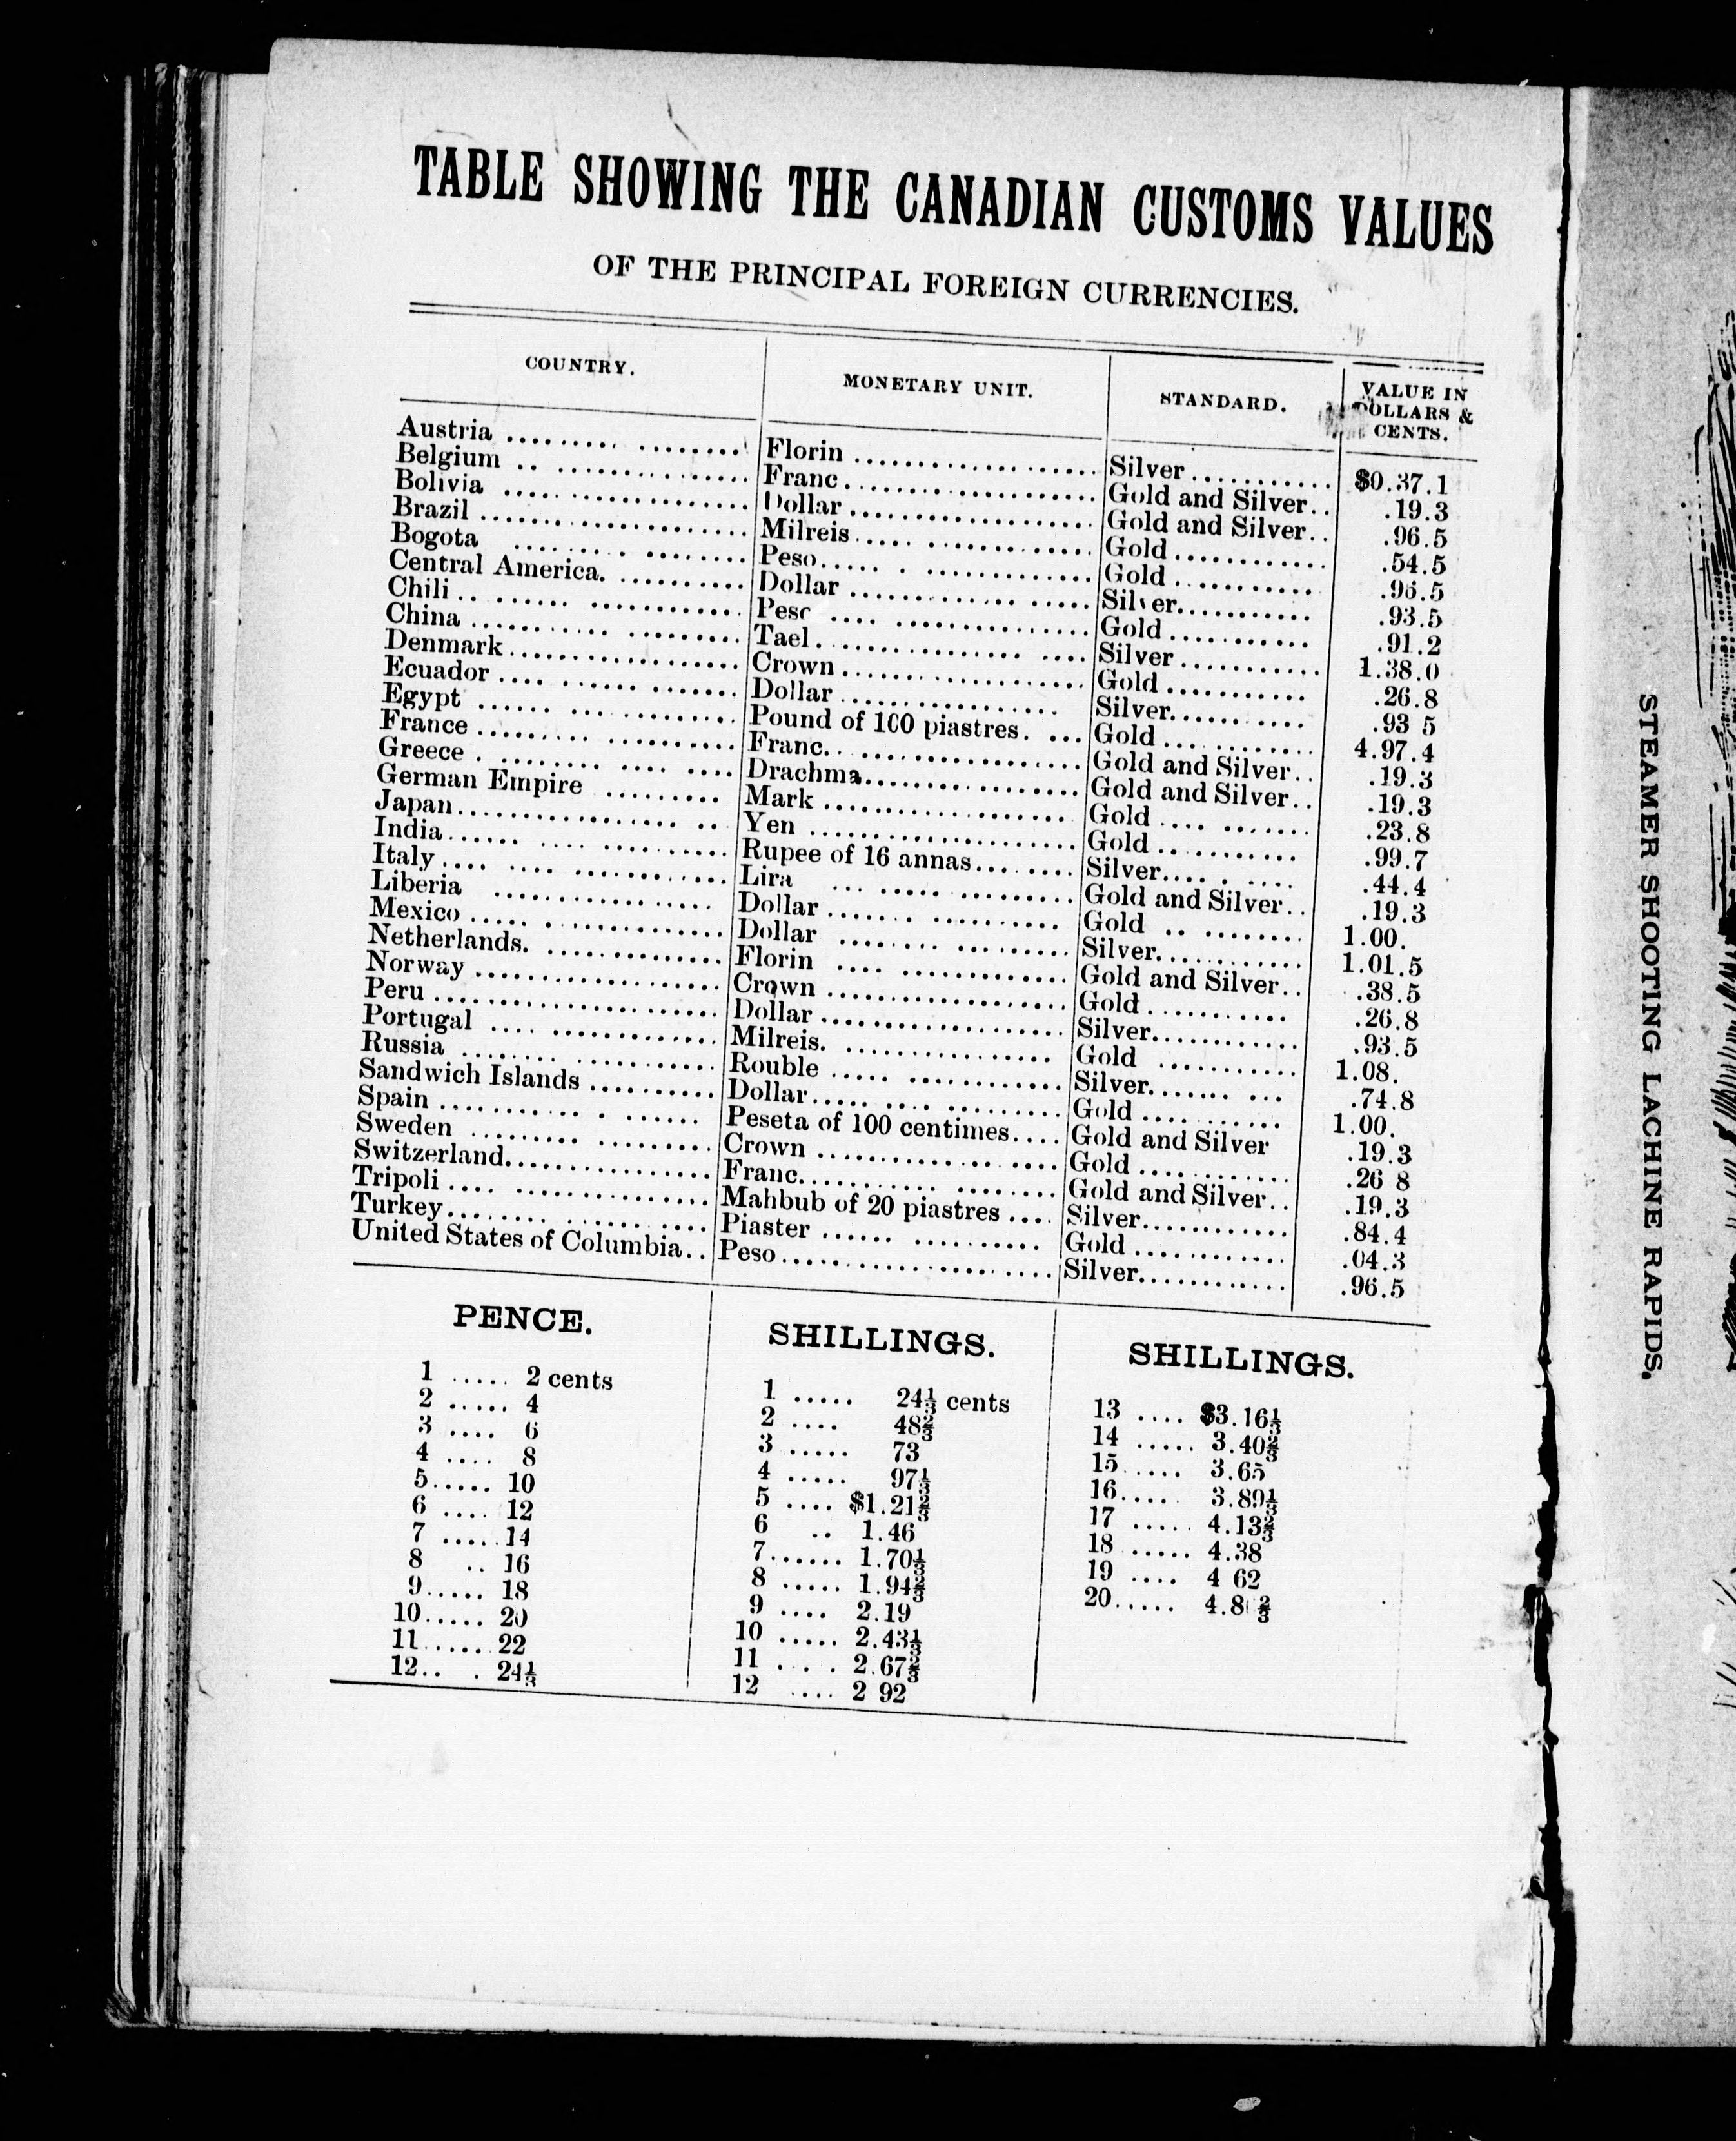 TABLE SHOWING THE CANADIAN CUSTOMS VALUES
OF THE PRINCIPAL FOREIGN CURRENCIES.
COUNTRY. MONETARY UNIT. STANDARD. VALUE IN DOLLARS & CENTS.
Austria Florin Silver $0.37.1
Belgium Franc Gold and Silver .19.3
Bolivia Dollar Gold and Silver .96.5
Brazil Milreis Gold .54.5
Bogota Peso Gold .96.5
Central America. Dollar Silver .93.5
Chili Peso Gold .91.2
China Tael Silver 1.38.0
Denmark Crown Gold .26.8
Ecuador Dollar Silver .93 5
Egypt Pound of 100 piastres. Gold 4.97.4
France Franc Gold and Silver .19.3
Greece Drachma Gold and Silver .19.3
German Empire Mark Gold .23.8
Japan Yen Gold .99.7
India Rupee of 16 annas Silver .44.4
Italy Lira Gold and Silver .19.3
Liberia Dollar Gold 1.00.
Mexico Dollar Silver 1.01.5
Netherlands. Florin Gold and Silver .38.5
Norway Crown Gold .26.8
Peru Dollar Silver .93.5
Portugal Milreis. Gold 1.08.
Russia Rouble Silver .74.8
Sandwich Islands Dollar Gold 1.00.
Spain Peseta of 100 centimes Gold and Silver .19.3
Sweden Crown Gold .26 8
Switzerland Franc Gold and Silver .19.3
Tripoli Mahbub of 20 piastres Silver .84.4
Turkey Piaster Gold .04.3
United States of Columbia Peso Silver .96.5
PENCE.
1 ..... 2 cents
2 ..... 4
3 .... 6
4 .... 8
5...... 10
6 .... 12
7 ..... 14
8 .. 16
9..... 18
10..... 20
11...... 22
12.. . 24⅓
SHILLINGS.
1 ..... 24⅓ cents
2 .... 48⅔
3 ..... 73
4 ..... 97⅓
5 .... $1.21⅔
6 .. 1.46
7...... 1.70⅓
8 ..... 1.94⅔
9 .... 2.19
10 ..... 2.43⅓
11 .... 2.67⅔
12 .... 2 92
SHILLINGS.
13 .... $3.16⅓
14 ..... 3.40⅔
15..... 3.65
16..... 3.89⅓
17 ..... 4.13⅔
18 ...... 4.38
19 .... 4 62
20..... 4.8 ⅔
STEAMER SHOOTING LACHINE RAPIDS.